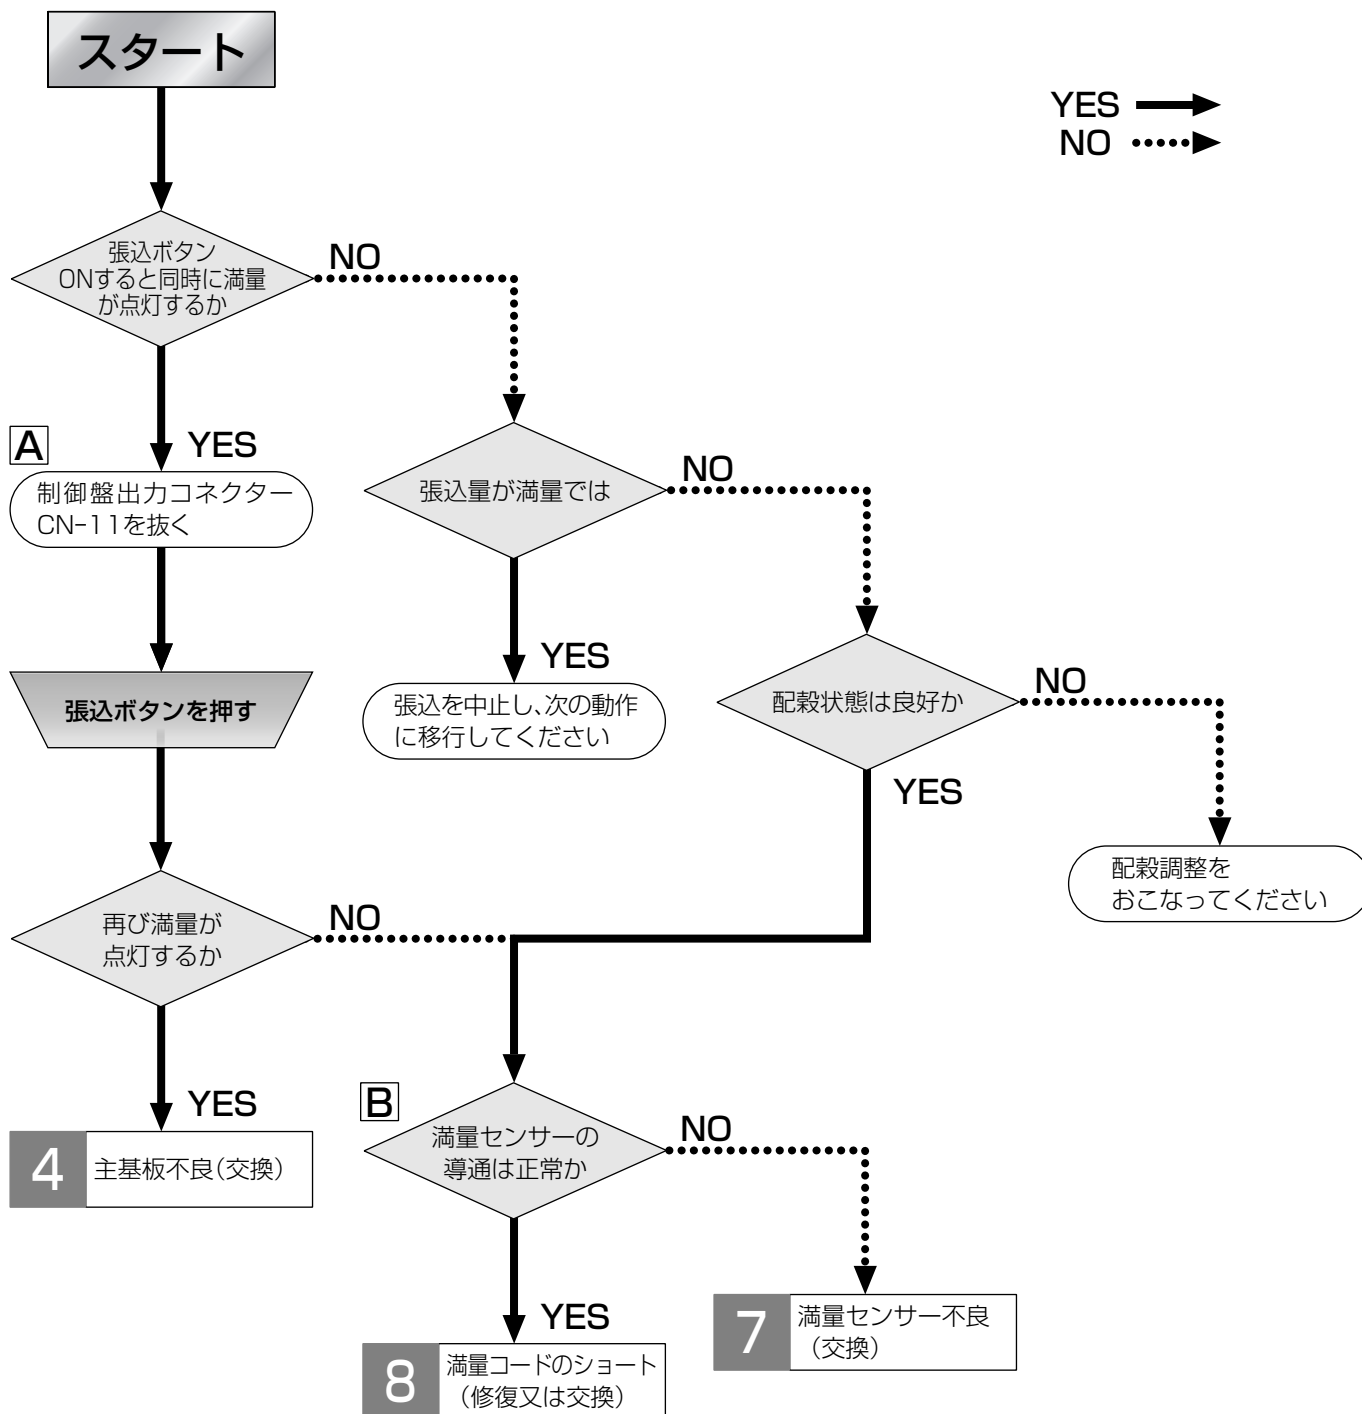 スタート
YES
NO
張込ボタン
ONすると同時に満量
が点灯するか
NO
YES
A
制御盤出力コネクター
CN-11を抜く
張込量が満量では
NO
YES
張込を中止し、次の動作
に移行してください
配穀状態は良好か
NO
YES
配穀調整を
おこなってください
張込ボタンを押す
再び満量が
点灯するか
NO
YES
4 主基板不良(交換)
B
満量センサーの
導通は正常か
NO
YES
7 満量センサー不良
(交換)
8 満量コードのショート
(修復又は交換)